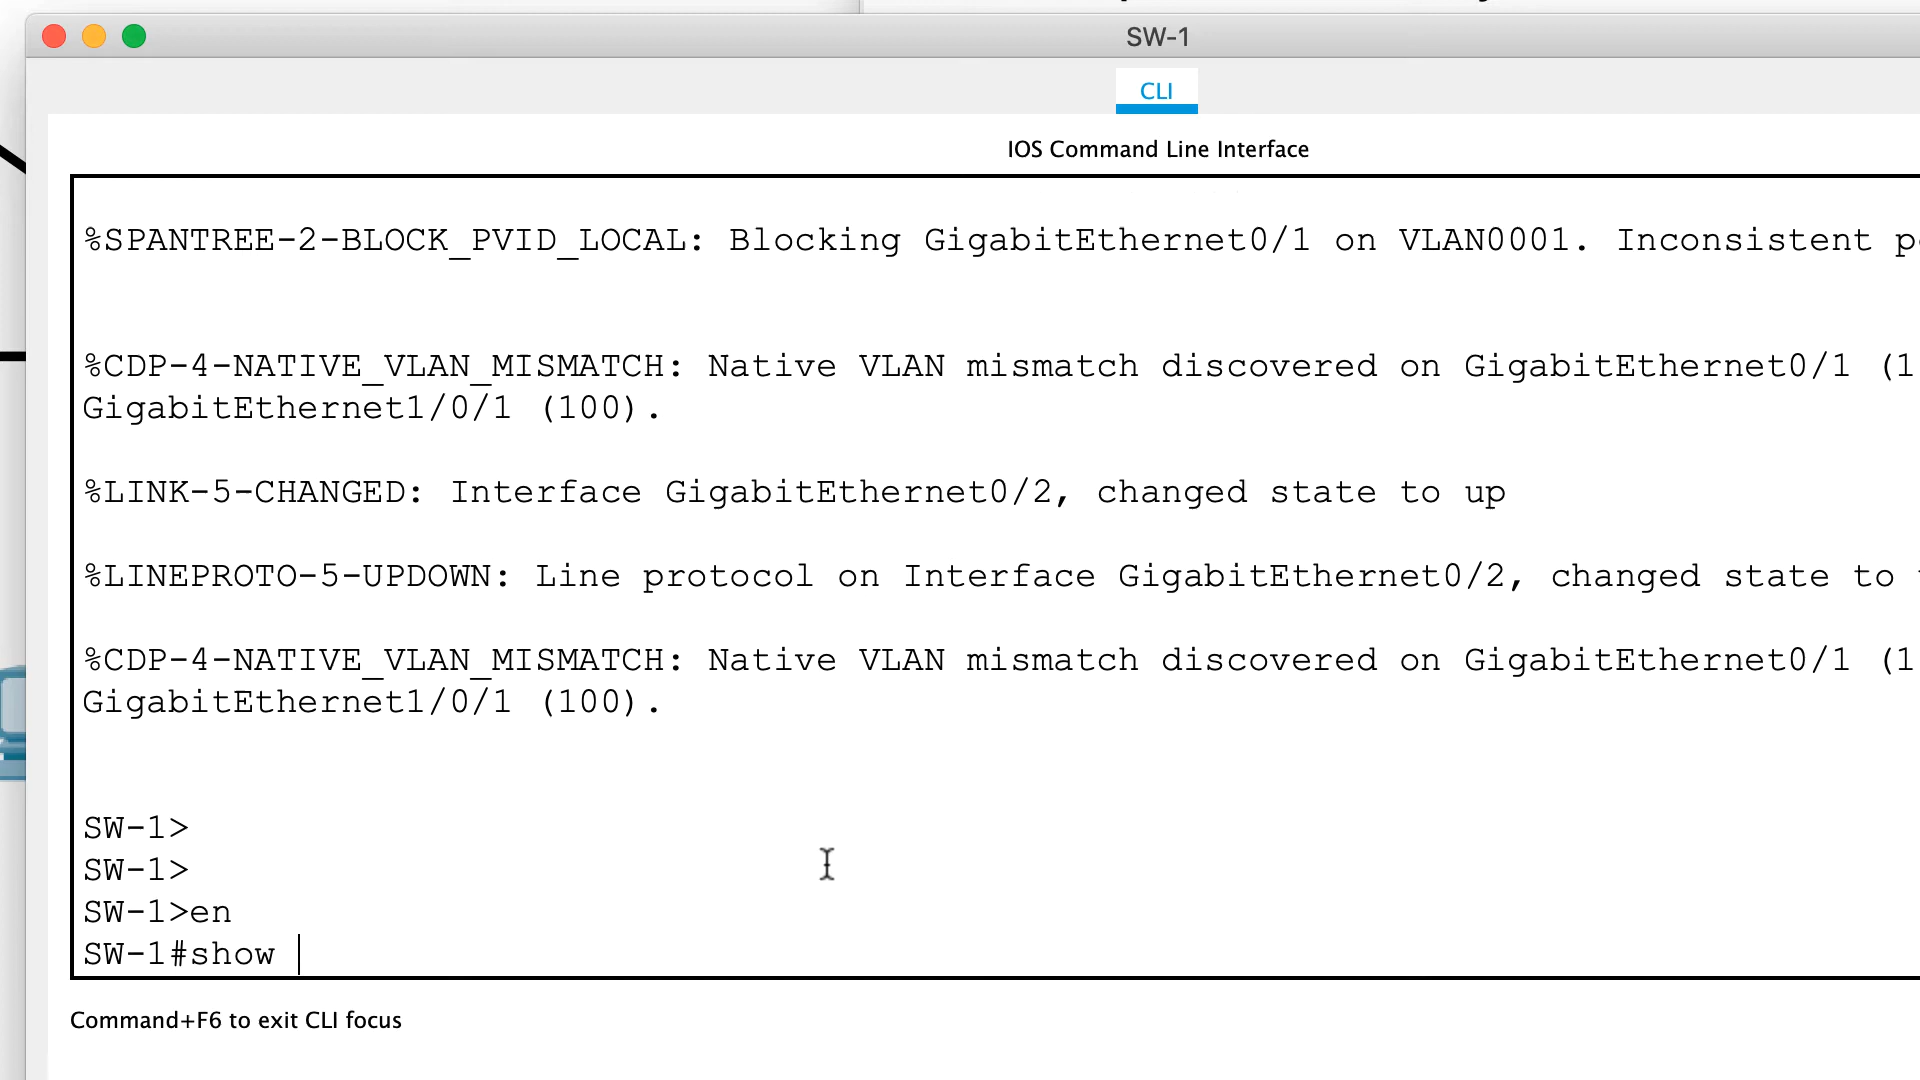 SW-1
CLI
IOS Command Line Interface
%SPANTREE-2-BLOCK_PVID_LOCAL: Blocking GigabitEthernet0/1 on VLAN0001. Inconsistent
%CDP-4-NATIVE_VLAN_MISMATCH: Native VLAN mismatch discovered on GigabitEthernet0/1 (1
GigabitEthernet1/0/1 (100).
%LINK-5-CHANGED: Interface GigabitEthernet0/2, changed state to up
%LINEPROTO-5-UPDOWN: Line protocol on Interface GigabitEthernet0/2, changed state to
%CDP-4-NATIVE_VLAN_MISMATCH: Native VLAN mismatch discovered on GigabitEthernet0/1 (1
GigabitEthernet1/0/1 (100).
SW-1>
SW-1>
SW-1>en
SW-1#show
Command+F6 to exit CLI focus